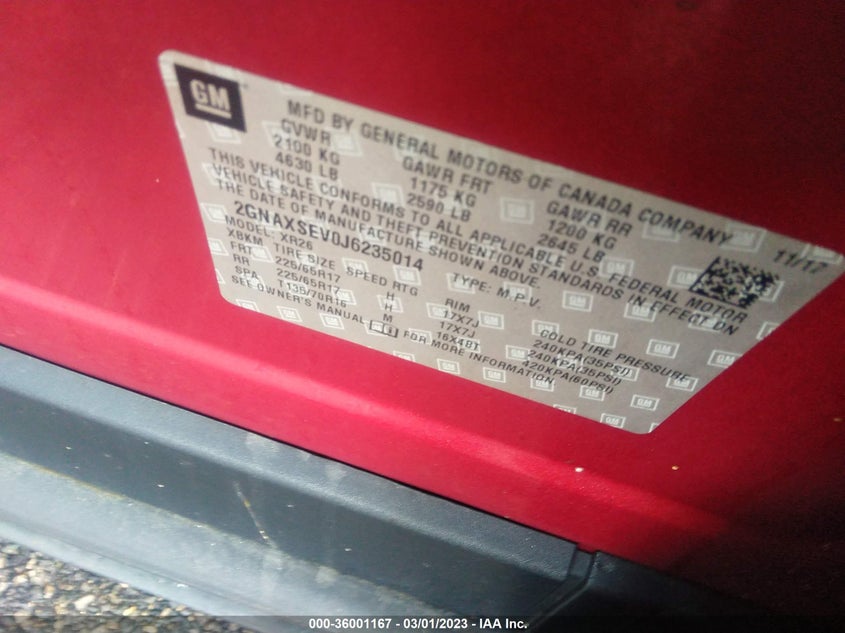 GM
MFD BY GENERAL MOTORS OF CANADA COMPANY
GVWR GAWR FRT GAWR RR 11/17
2100 KG 1175 KG 1200 KG
4630 LB 2590 LB 2645 LB
THIS VEHICLE CONFORMS TO ALL APPLICABLE U.S. FEDERAL MOTOR
VEHICLE SAFETY AND THEFT PREVENTION STANDARDS IN EFFECT ON
THE DATE OF MANUFACTURE SHOWN ABOVE.
2GNAXSEV0J6235014 TYPE: M.P.V.
MODEL: XR26
XBKM TIRE SIZE SPEED RTG RIM COLD TIRE PRESSURE
FRT 225/65R17 H 17X7J 240KPA(35PSI)
RR 225/65R17 H 17X7J 240KPA(35PSI)
SPA T135/70R16 M 16X4BT 420KPA(60PSI)
SEE OWNER'S MANUAL FOR MORE INFORMATION
000-36001167 - 03/01/2023 - IAA Inc.